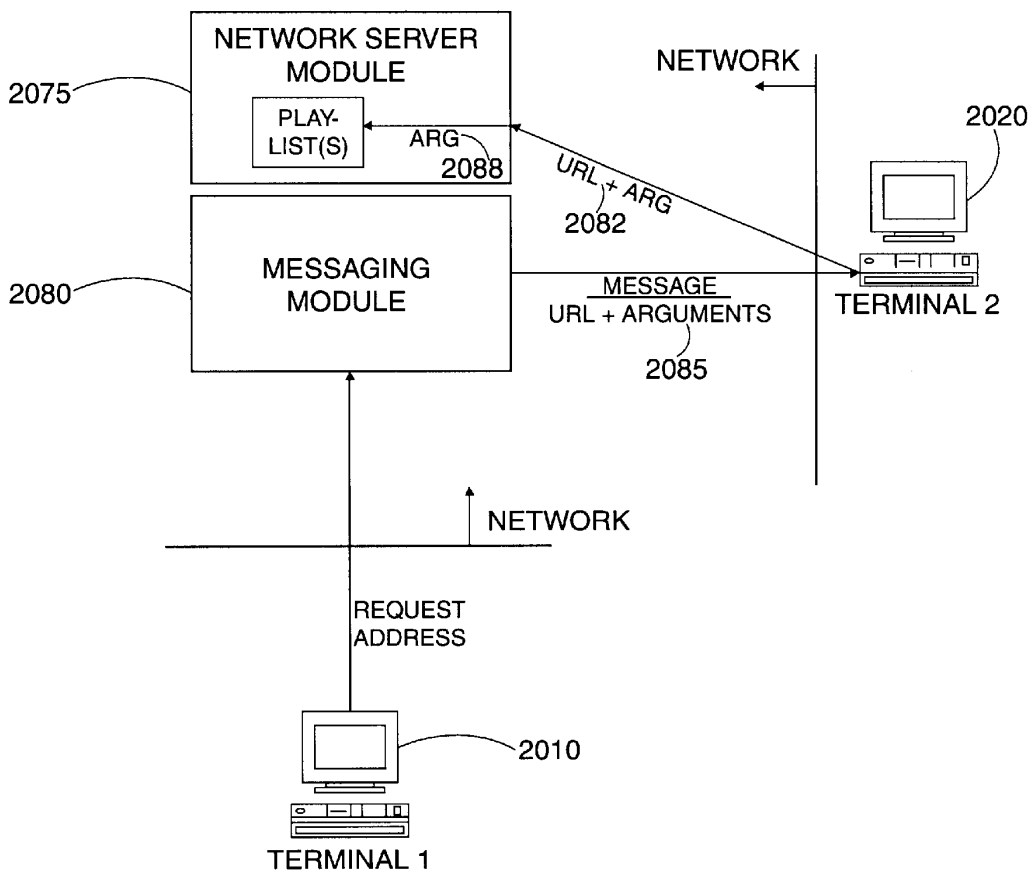 NETWORK SERVER
MODULE
2075
PLAY-
LIST(S)
ARG
2088
NETWORK
2020
URL + ARG
2082
2080
MESSAGING
MODULE
MESSAGE
URL + ARGUMENTS
2085
TERMINAL 2
NETWORK
REQUEST
ADDRESS
2010
TERMINAL 1